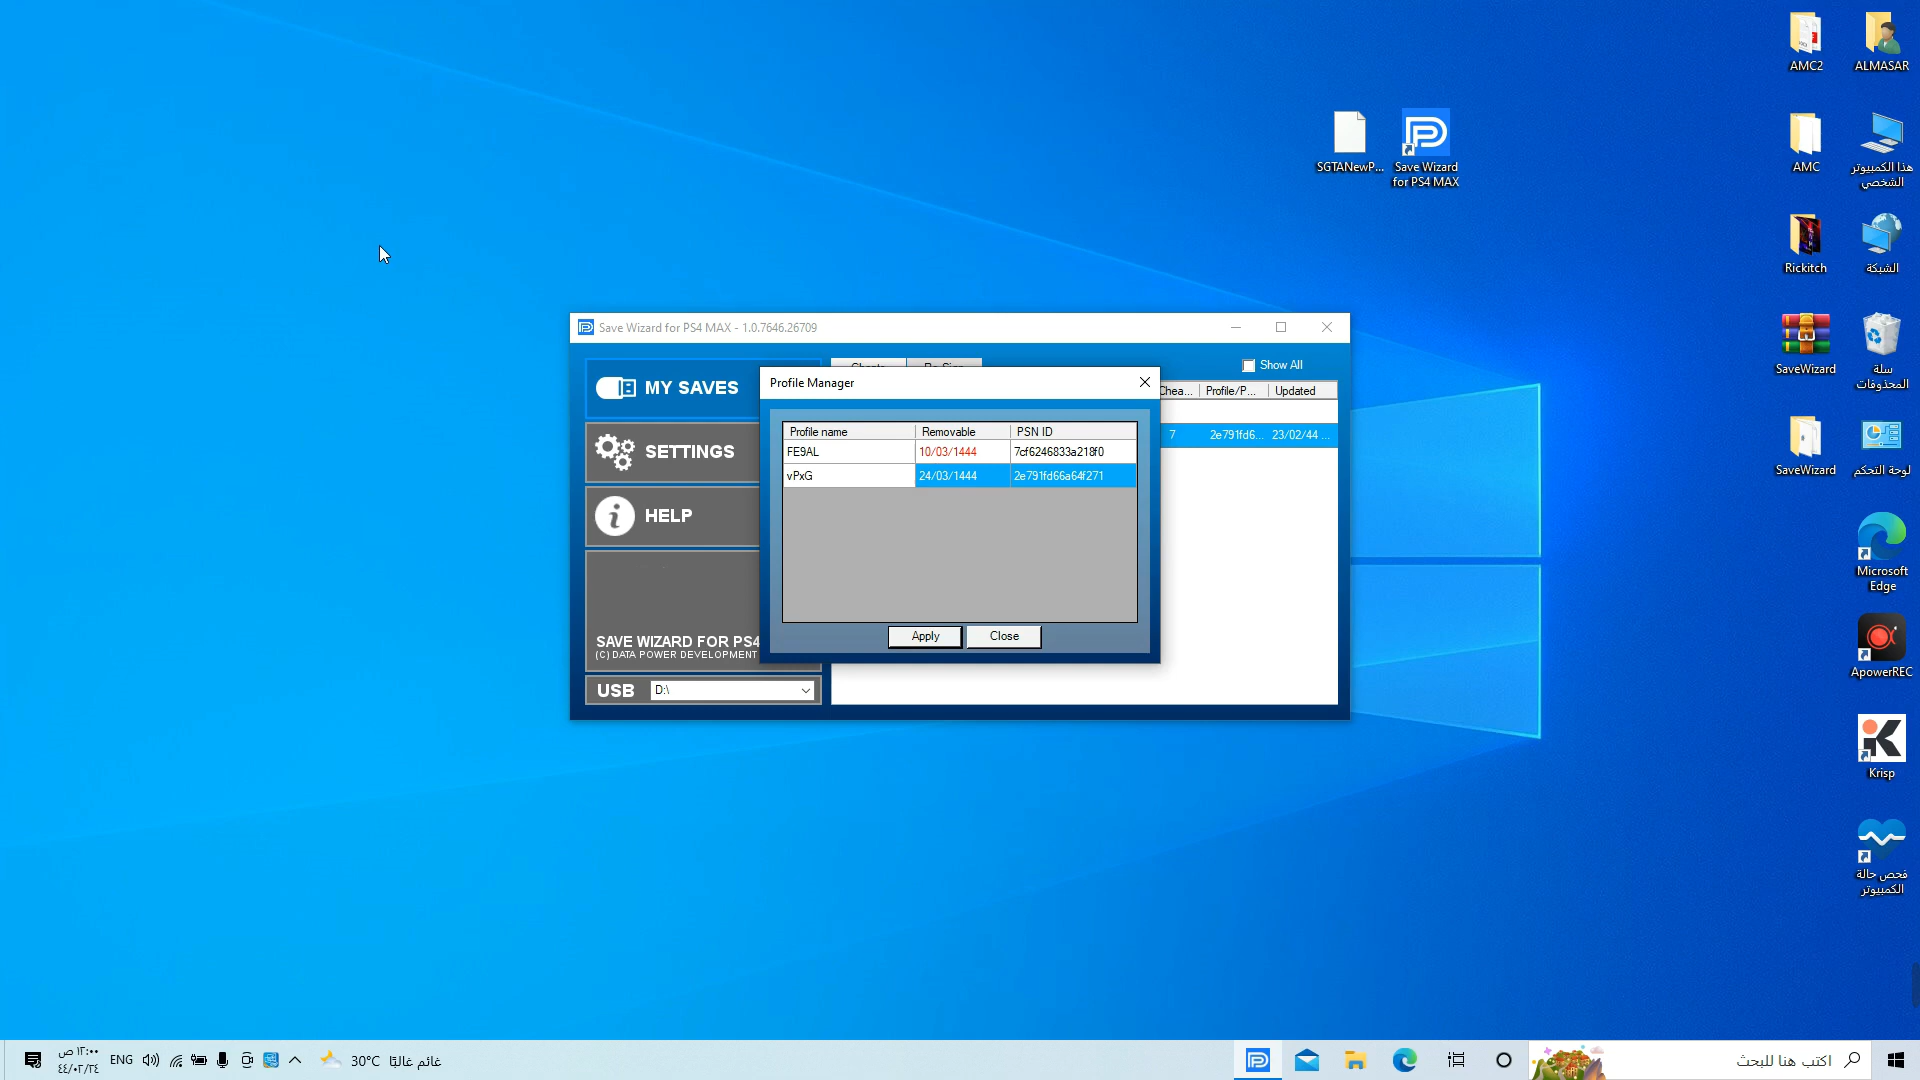 AMC2
ALMASAR
AMC
هذا الكمبيوتر
الشخصي
SGTANewP...
Save Wizard
for PS4 MAX
Rickitch
الشبكة
SaveWizard
سلة
المحذوفات
SaveWizard
لوحة التحكم
Microsoft
Edge
ApowerREC
Krisp
فحص حالة
الكمبيوتر
Save Wizard for PS4 MAX - 1.0.7646.26709
MY SAVES
SETTINGS
HELP
SAVE WIZARD FOR PS4
(C) DATA POWER DEVELOPMENT
USB D:\
Show All
Chea... Profile/P... Updated
7 2e791fd6... 23/02/44 ...
Profile Manager
Profile name Removable PSN ID
FE9AL 10/03/1444 7cf6246833a218f0
vPxG 24/03/1444 2e791fd66a64f271
Apply Close
١٢:٠٠ ص
٤٤/٠٢/٢٤
ENG
30°C غائم غالبًا
اكتب هنا للبحث